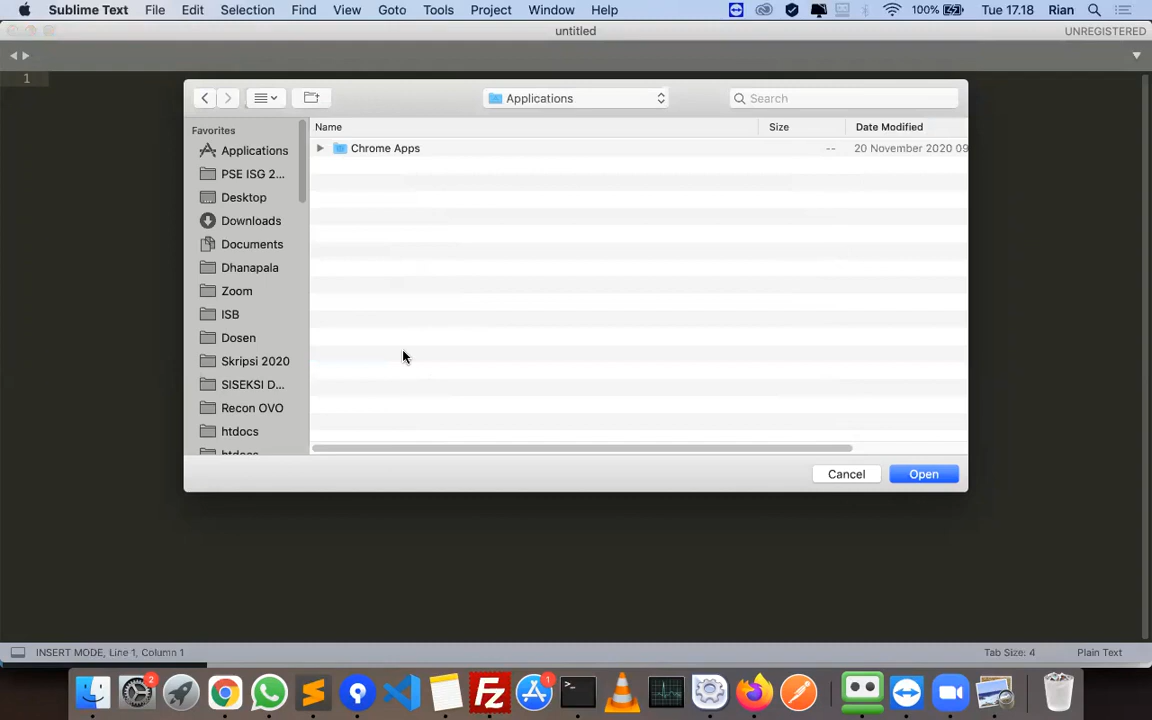 Sublime Text File Edit Selection Find View Goto Tools Project Window Help 100% Tue 17.18 Rian
untitled UNREGISTERED
1
Applications Search
Favorites Name Size Date Modified
Applications Chrome Apps -- 20 November 2020 09
PSE ISG 2...
Desktop
Downloads
Documents
Dhanapala
Zoom
ISB
Dosen
Skripsi 2020
SISEKSI D...
Recon OVO
htdocs
htdocs
Cancel Open
INSERT MODE, Line 1, Column 1 Tab Size: 4 Plain Text
2 1